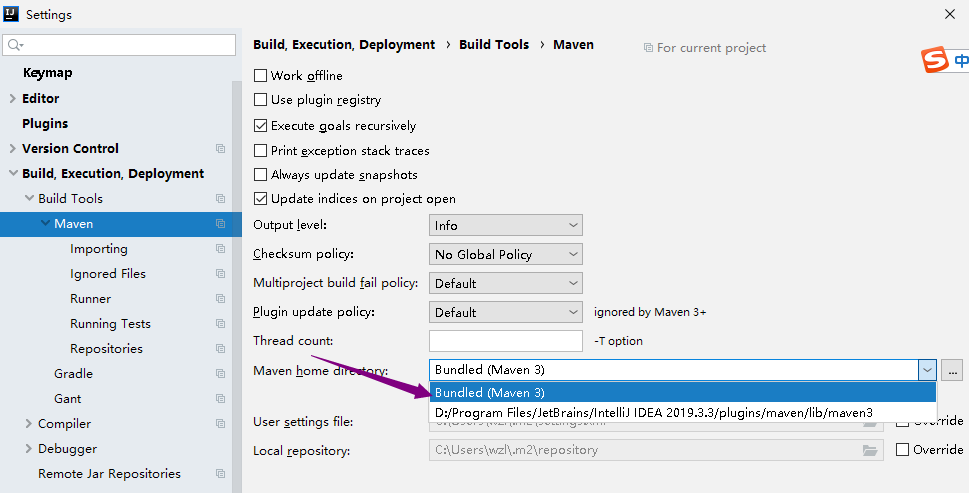 Settings
Keymap
Editor
Plugins
Version Control
Build, Execution, Deployment
Build Tools
Maven
Importing
Ignored Files
Runner
Running Tests
Repositories
Gradle
Gant
Compiler
Debugger
Remote Jar Repositories
Build, Execution, Deployment › Build Tools › Maven For current project
Work offline
Use plugin registry
Execute goals recursively
Print exception stack traces
Always update snapshots
Update indices on project open
Output level: Info
Checksum policy: No Global Policy
Multiproject build fail policy: Default
Plugin update policy: Default ignored by Maven 3+
Thread count: -T option
Maven home directory: Bundled (Maven 3) ...
Bundled (Maven 3)
D:/Program Files/JetBrains/IntelliJ IDEA 2019.3.3/plugins/maven/lib/maven3
User settings file: Override
Local repository: C:\Users\wzl\.m2\repository Override
S 中